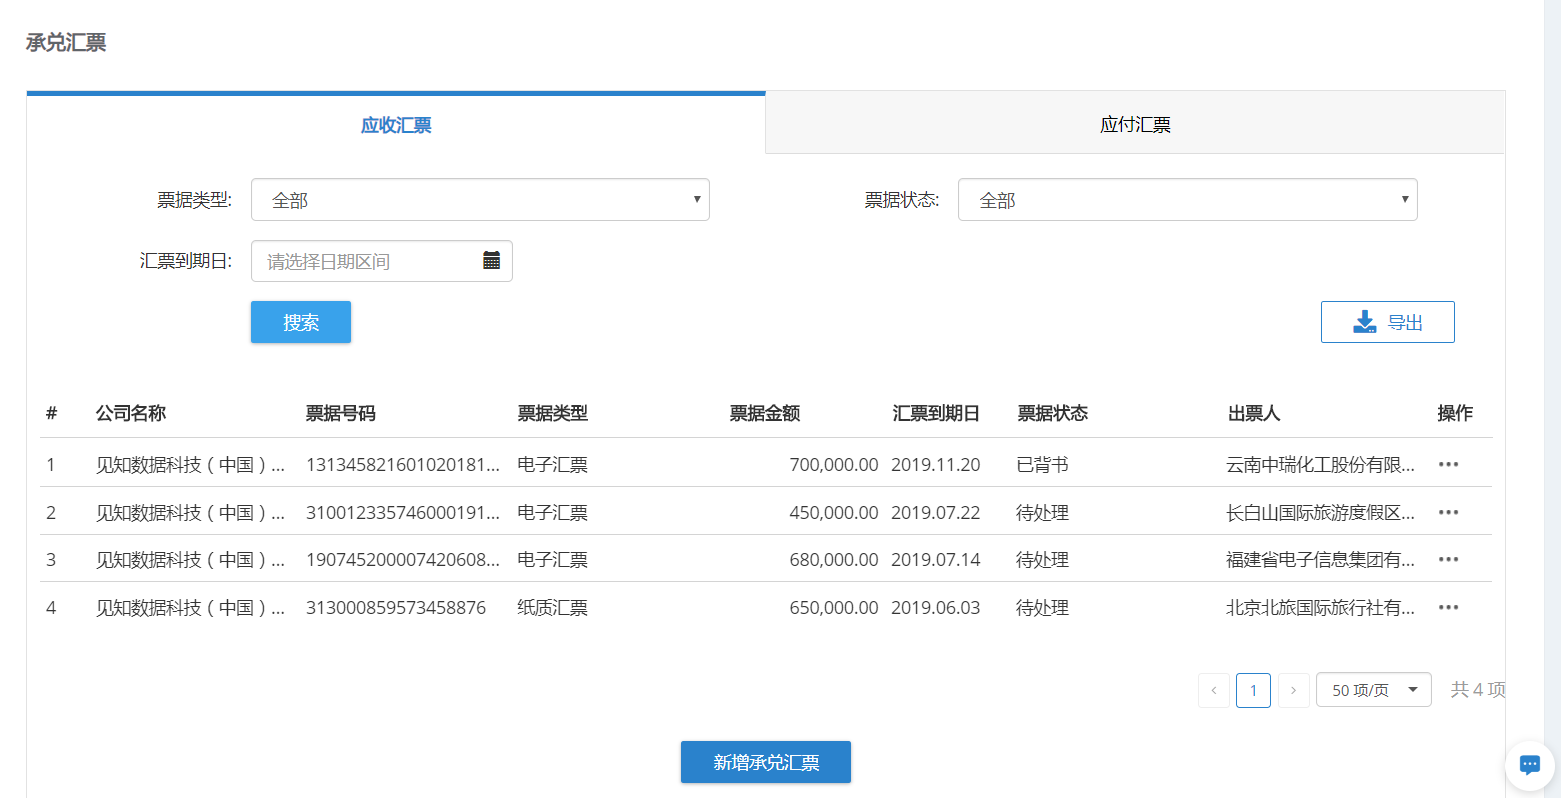 承兑汇票
应收汇票 应付汇票
票据类型: 全部 票据状态: 全部
汇票到期日: 请选择日期区间
搜索 导出
# 公司名称 票据号码 票据类型 票据金额 汇票到期日 票据状态 出票人 操作
1 见知数据科技（中国）... 131345821601020181... 电子汇票 700,000.00 2019.11.20 已背书 云南中瑞化工股份有限... •••
2 见知数据科技（中国）... 310012335746000191... 电子汇票 450,000.00 2019.07.22 待处理 长白山国际旅游度假区... •••
3 见知数据科技（中国）... 190745200007420608... 电子汇票 680,000.00 2019.07.14 待处理 福建省电子信息集团有... •••
4 见知数据科技（中国）... 313000859573458876 纸质汇票 650,000.00 2019.06.03 待处理 北京北旅国际旅行社有... •••
‹ 1 › 50 项/页 共 4 项
新增承兑汇票